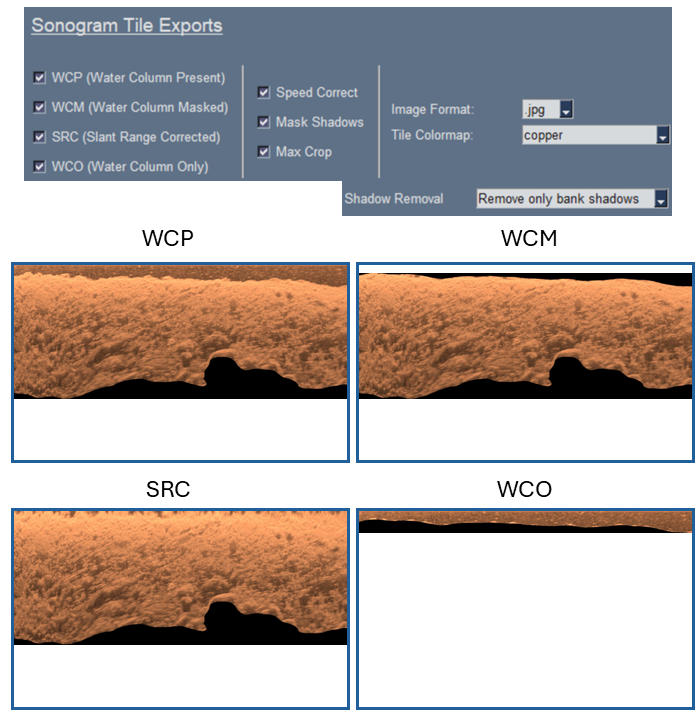 Sonogram Tile Exports
WCP (Water Column Present)
WCM (Water Column Masked)
SRC (Slant Range Corrected)
WCO (Water Column Only)
Speed Correct
Mask Shadows
Max Crop
Image Format: .jpg
Tile Colormap: copper
Shadow Removal Remove only bank shadows
WCP WCM
SRC WCO